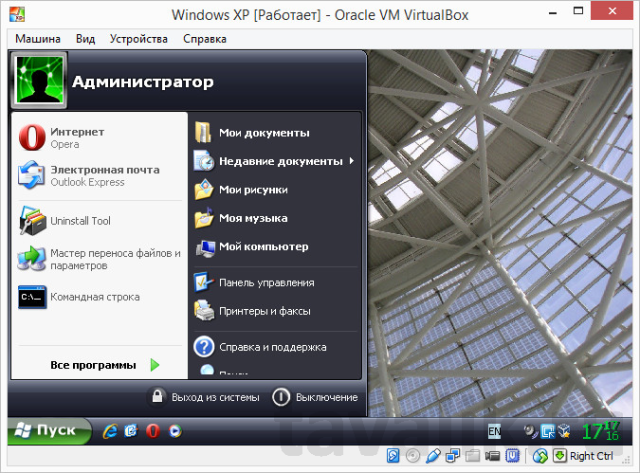 Windows XP [Работает] - Oracle VM VirtualBox
Машина Вид Устройства Справка
Администратор
Интернет
Opera
Электронная почта
Outlook Express
Uninstall Tool
Мастер переноса файлов и
параметров
Командная строка
Все программы
Мои документы
Недавние документы
Мои рисунки
Моя музыка
Мой компьютер
Панель управления
Принтеры и факсы
Справка и поддержка
Выход из системы
Выключение
Пуск
EN
17 17
16
Right Ctrl